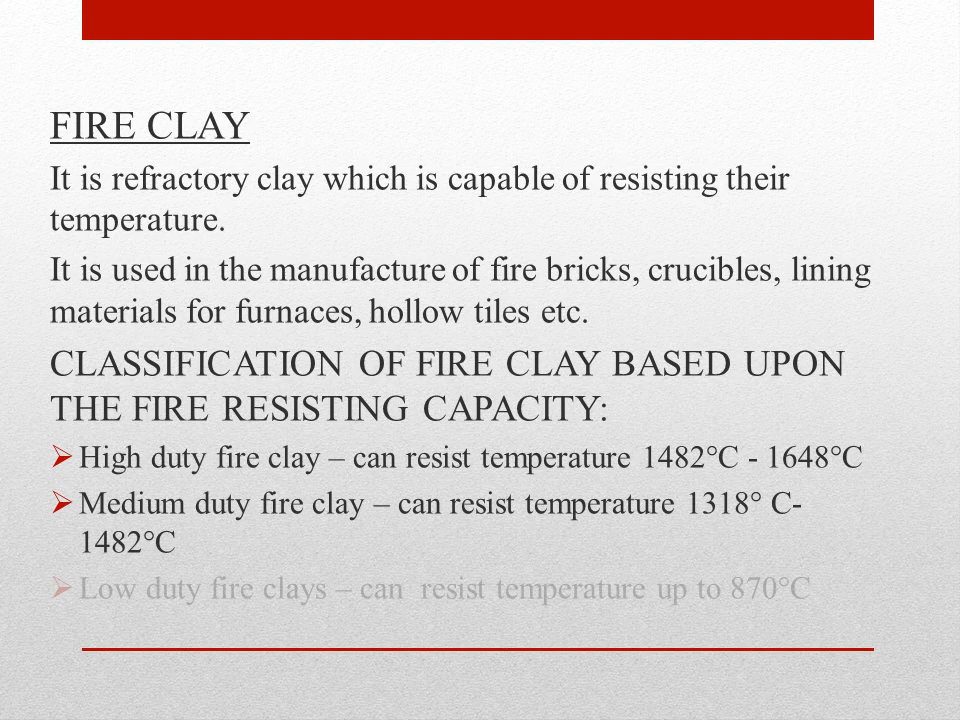 FIRE CLAY
It is refractory clay which is capable of resisting their
temperature.
It is used in the manufacture of fire bricks, crucibles, lining
materials for furnaces, hollow tiles etc.
CLASSIFICATION OF FIRE CLAY BASED UPON
THE FIRE RESISTING CAPACITY:
High duty fire clay – can resist temperature 1482°C - 1648°C
Medium duty fire clay – can resist temperature 1318° C-
1482°C
Low duty fire clays – can  resist temperature up to 870°C